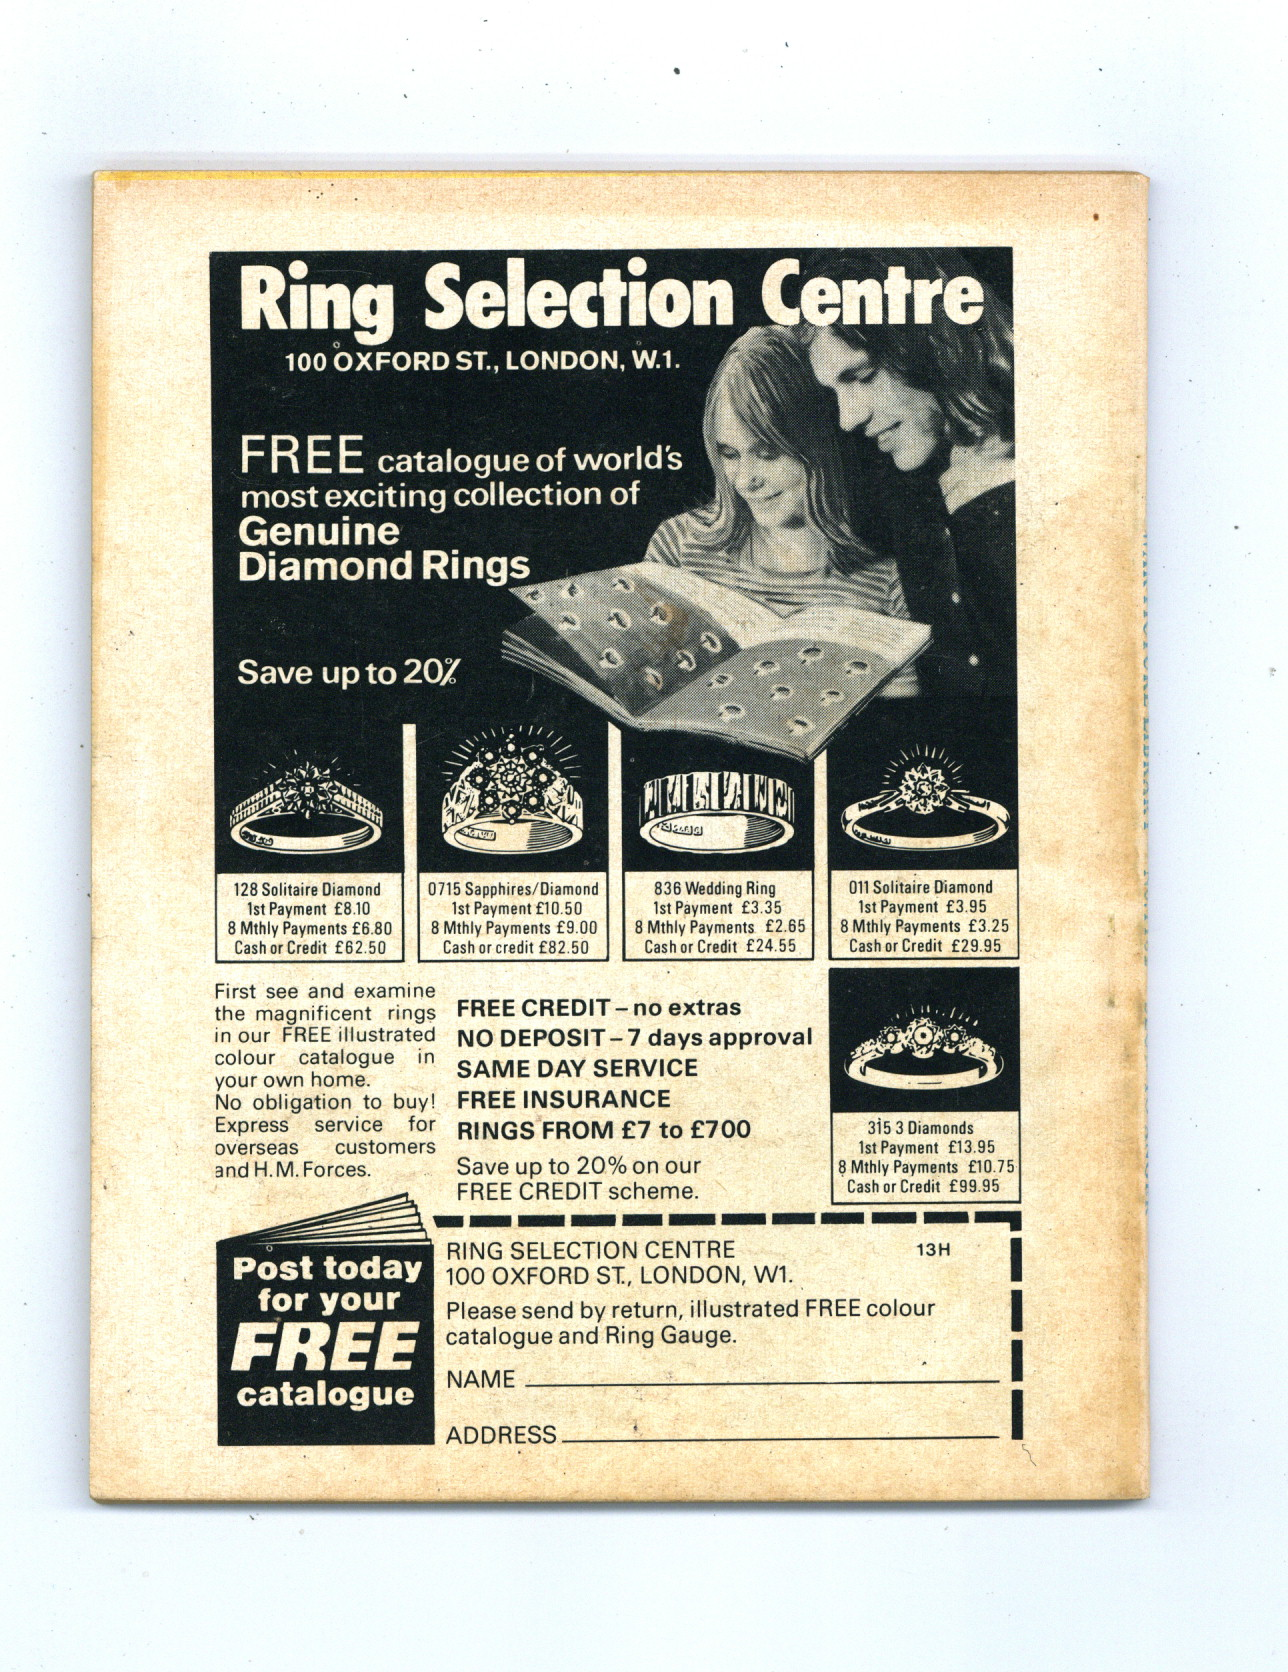 Ring Selection Centre
100 OXFORD ST., LONDON, W.1.
FREE catalogue of world's
most exciting collection of
Genuine
Diamond Rings
Save up to 20%
128 Solitaire Diamond
1st Payment £8.10
8 Mthly Payments £6.80
Cash or Credit £62.50
0715 Sapphires/Diamond
1st Payment £10.50
8 Mthly Payments £9.00
Cash or credit £82.50
836 Wedding Ring
1st Payment £3.35
8 Mthly Payments £2.65
Cash or Credit £24.55
011 Solitaire Diamond
1st Payment £3.95
8 Mthly Payments £3.25
Cash or Credit £29.95
First see and examine
the magnificent rings
in our FREE illustrated
colour catalogue in
your own home.
No obligation to buy!
Express service for
overseas customers
and H.M. Forces.
FREE CREDIT – no extras
NO DEPOSIT – 7 days approval
SAME DAY SERVICE
FREE INSURANCE
RINGS FROM £7 to £700
Save up to 20% on our
FREE CREDIT scheme.
315 3 Diamonds
1st Payment £13.95
8 Mthly Payments £10.75
Cash or Credit £99.95
Post today
for your
FREE
catalogue
RING SELECTION CENTRE 13H
100 OXFORD ST., LONDON, W1.
Please send by return, illustrated FREE colour
catalogue and Ring Gauge.
NAME
ADDRESS